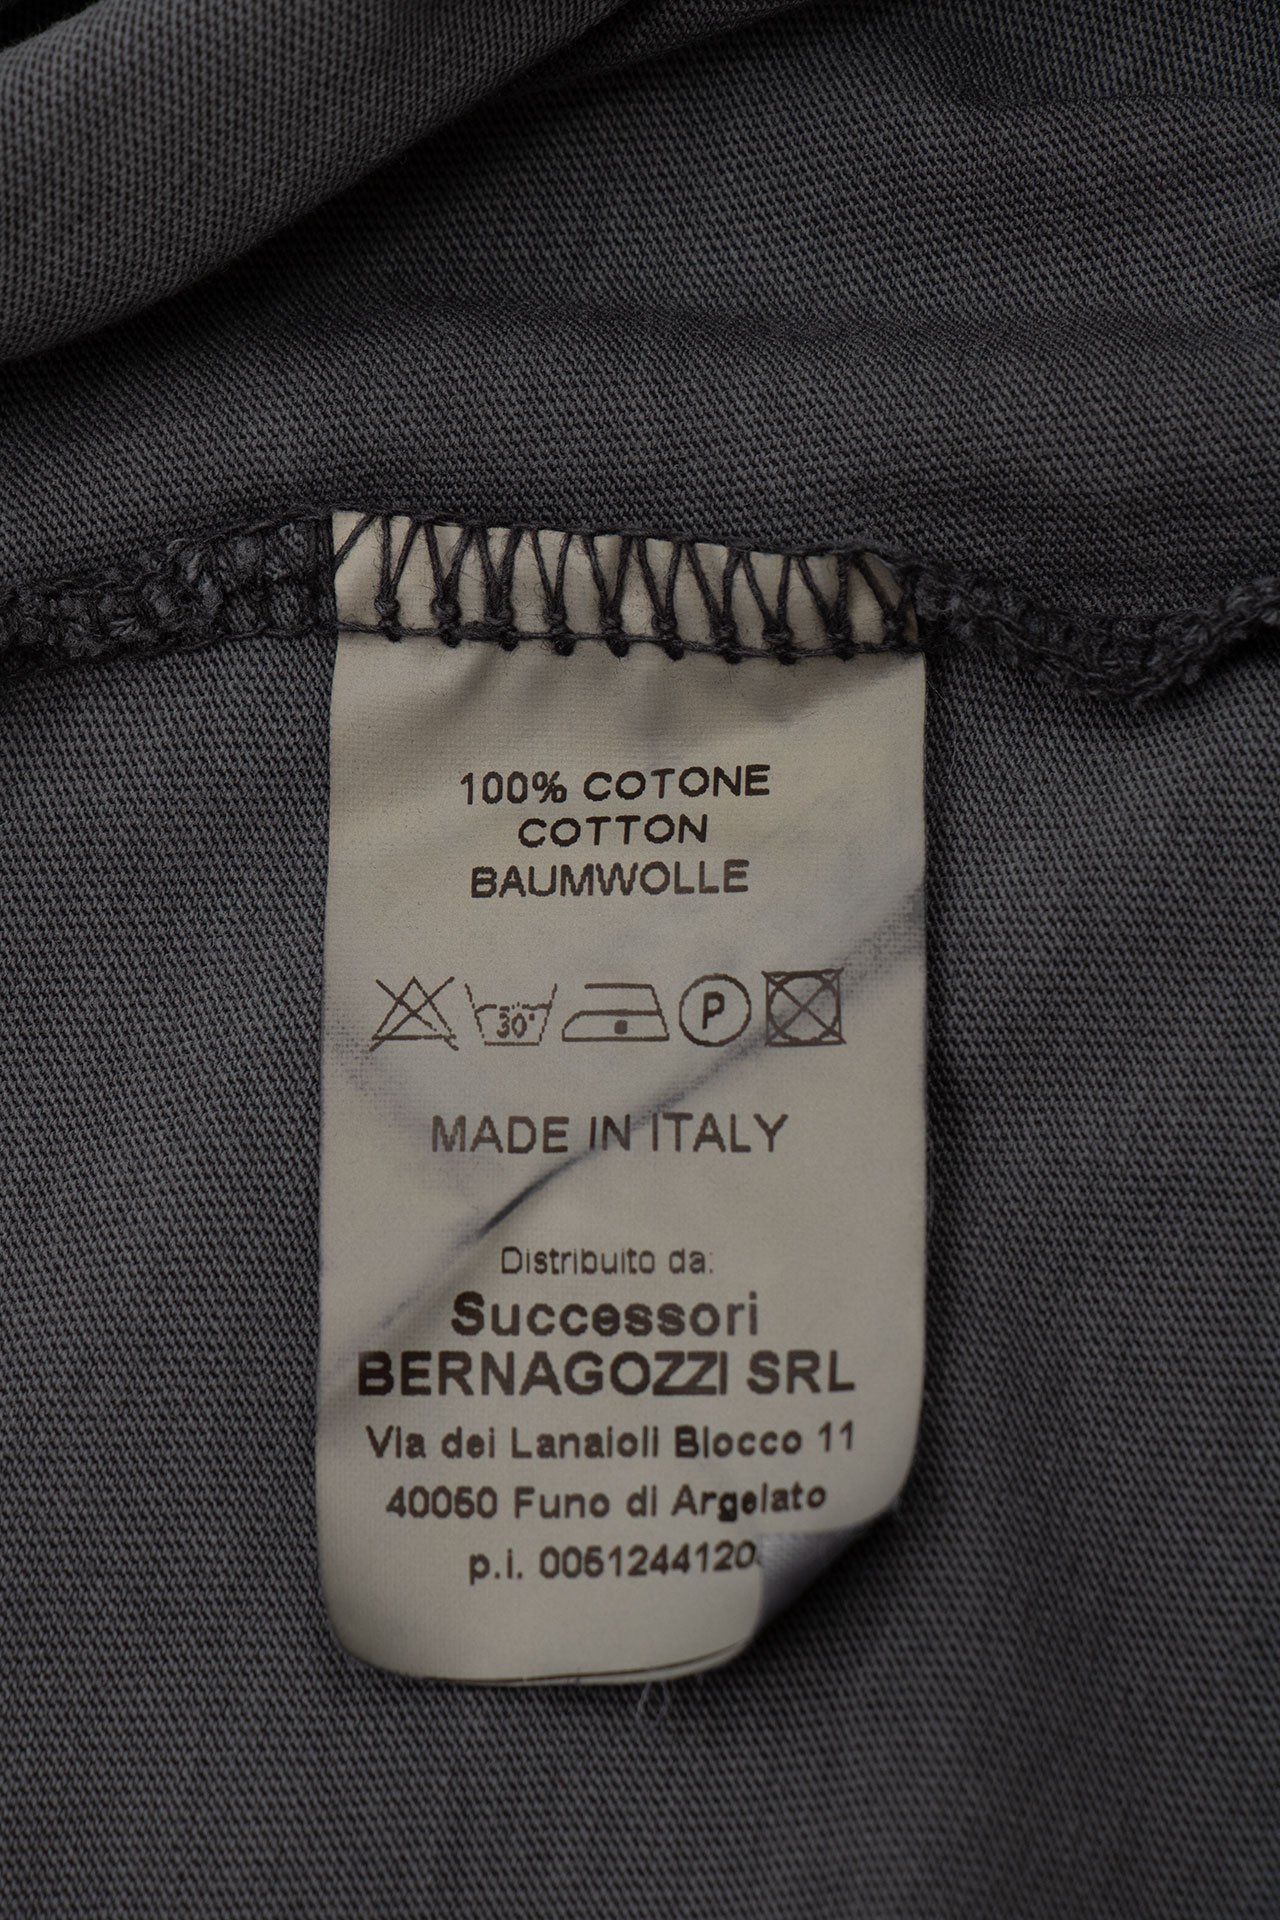 100% COTONE
COTTON
BAUMWOLLE
30°
P
MADE IN ITALY
Distribuito da:
Successori
BERNAGOZZI SRL
Via dei Lanaioli Blocco 11
40050 Funo di Argelato
p.i.